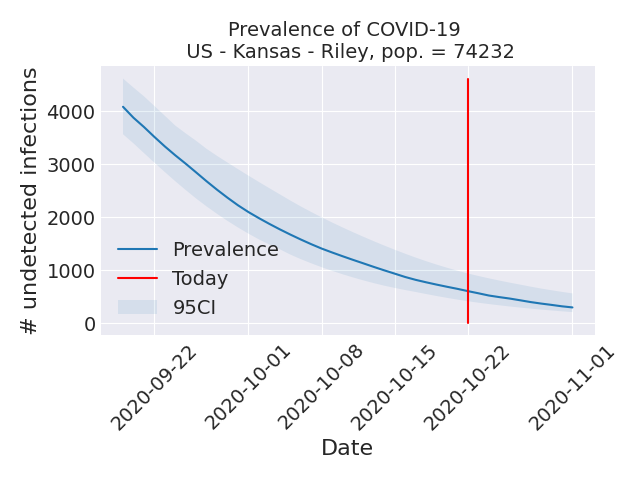 Prevalence of COVID-19
US - Kansas - Riley, pop. = 74232
# undetected infections
4000
3000
2000
1000
0
Prevalence
Today
95CI
2020-09-22
2020-10-01
2020-10-08
2020-10-15
2020-10-22
2020-11-01
Date